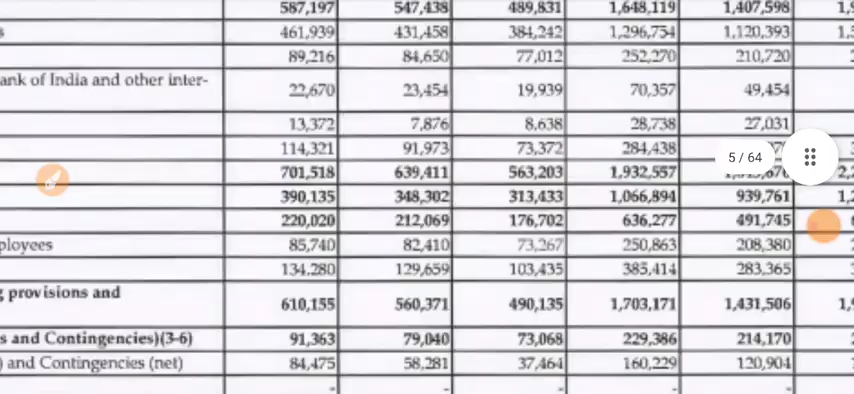 587,197 547,438 489,831 1,648,119 1,407,598
461,939 431,458 384,242 1,296,754 1,120,393
89,216 84,650 77,012 252,270 210,720
ank of India and other inter-
22,670 23,454 19,939 70,357 49,454
13,372 7,876 8,638 28,738 27,031
114,321 91,973 73,372 284,438
5 / 64
701,518 639,411 563,203 1,932,557
390,135 348,302 313,433 1,066,894 939,761
220,020 212,069 176,702 636,277 491,745
ployees 85,740 82,410 73,267 250,863 208,380
134,280 129,659 103,435 385,414 283,365
provisions and
610,155 560,371 490,135 1,703,171 1,431,506
s and Contingencies)(3-6) 91,363 79,040 73,068 229,386 214,170
) and Contingencies (net) 84,475 58,281 37,464 160,229 120,904
- - - - -